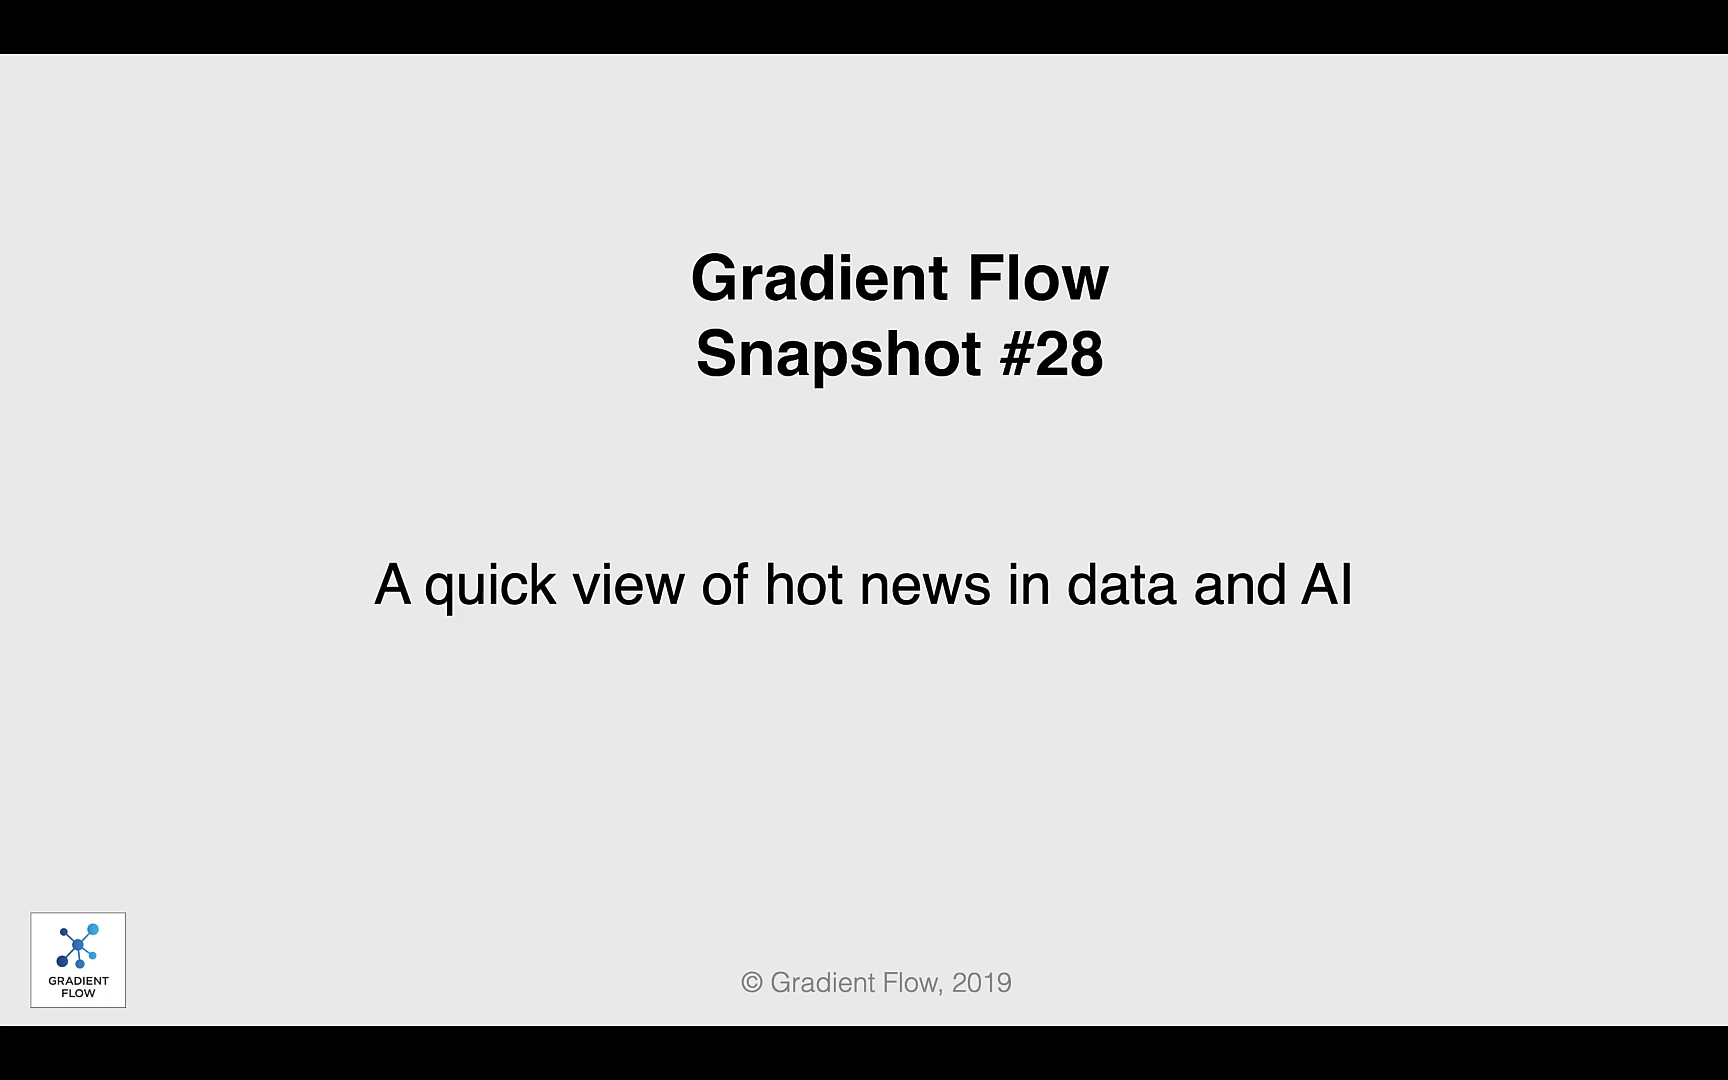 Gradient Flow
Snapshot #28
A quick view of hot news in data and AI
GRADIENT
FLOW
© Gradient Flow, 2019